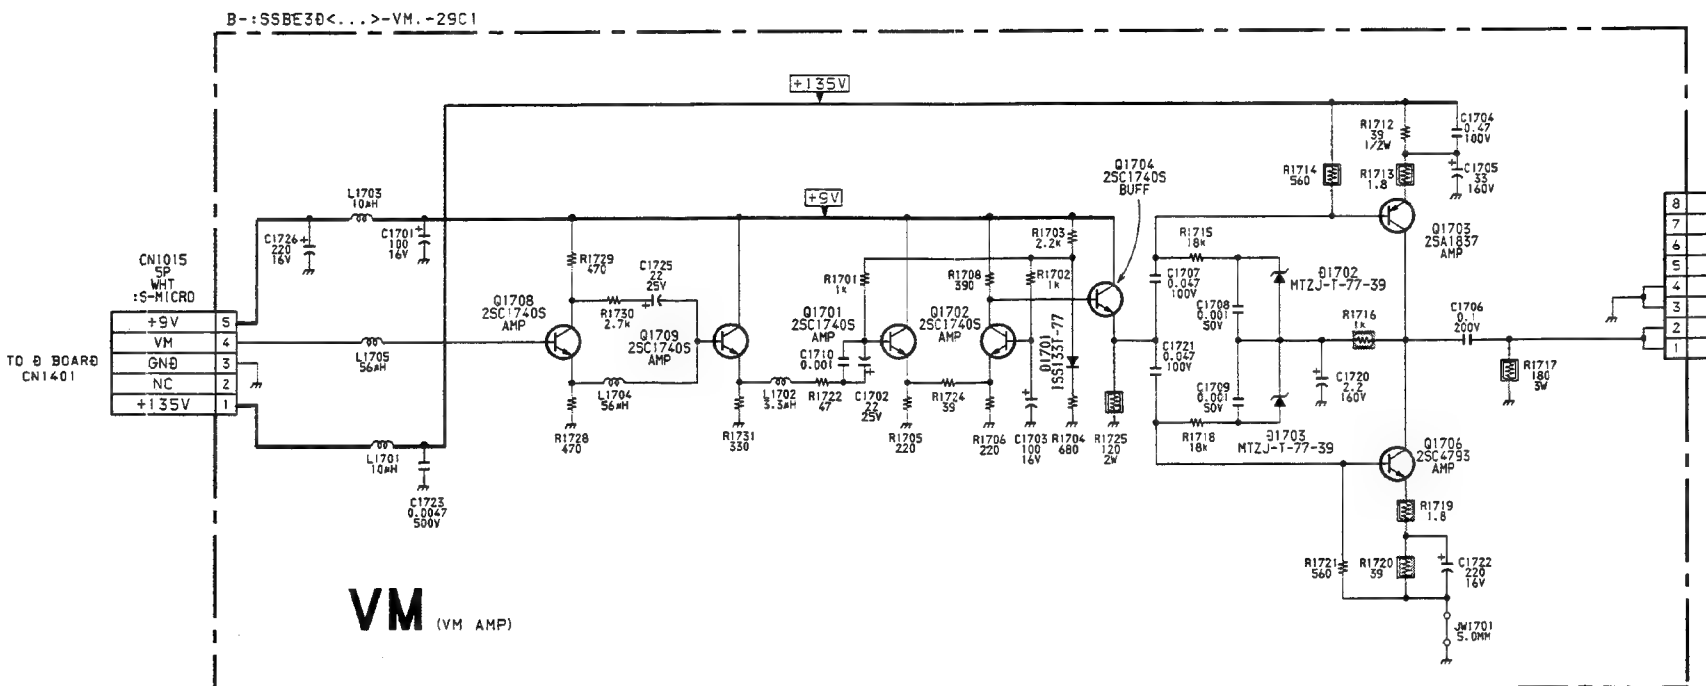 B-:SSBE3D<...>-VM.-29C1
+135V
R1712
39
1/2W
C1704
0.47
100V
Q1704
2SC1740S
BUFF
R1714
560
R1713
1.8
C1705
33
160V
L1703
10µH
+9V
C1726
220
16V
C1701
100
16V
R1703
2.2k
Q1703
2SA1837
AMP
8
7
6
5
4
3
2
1
CN1015
5P
WHT
:S-MICRO
R1729
470
C1725
22
25V
R1701
1k
R1708
390
R1702
1k
R1715
18k
C1707
0.047
100V
D1702
MTZJ-T-77-39
C1708
0.001
50V
Q1708
2SC1740S
AMP
R1730
2.7k
Q1709
2SC1740S
AMP
Q1701
2SC1740S
AMP
Q1702
2SC1740S
AMP
R1716
1k
C1706
0.1
200V
TO D BOARD
CN1401
+9V 5
VM 4
GND 3
NC 2
+135V 1
L1705
56µH
C1710
0.001
D1701
1SS133T-77
C1721
0.047
100V
L1704
56µH
L1702
3.3µH
R1722
47
C1702
22
25V
R1724
39
C1709
0.001
50V
C1720
2.2
160V
R1717
180
3W
R1728
470
R1731
330
R1705
220
R1706
220
C1703
100
16V
R1704
680
R1725
120
2W
R1718
18k
D1703
MTZJ-T-77-39
Q1706
2SC4793
AMP
L1701
10µH
C1723
0.0047
500V
R1719
1.8
R1721
560
R1720
39
C1722
220
16V
VM (VM AMP)
JW1701
5.0MM